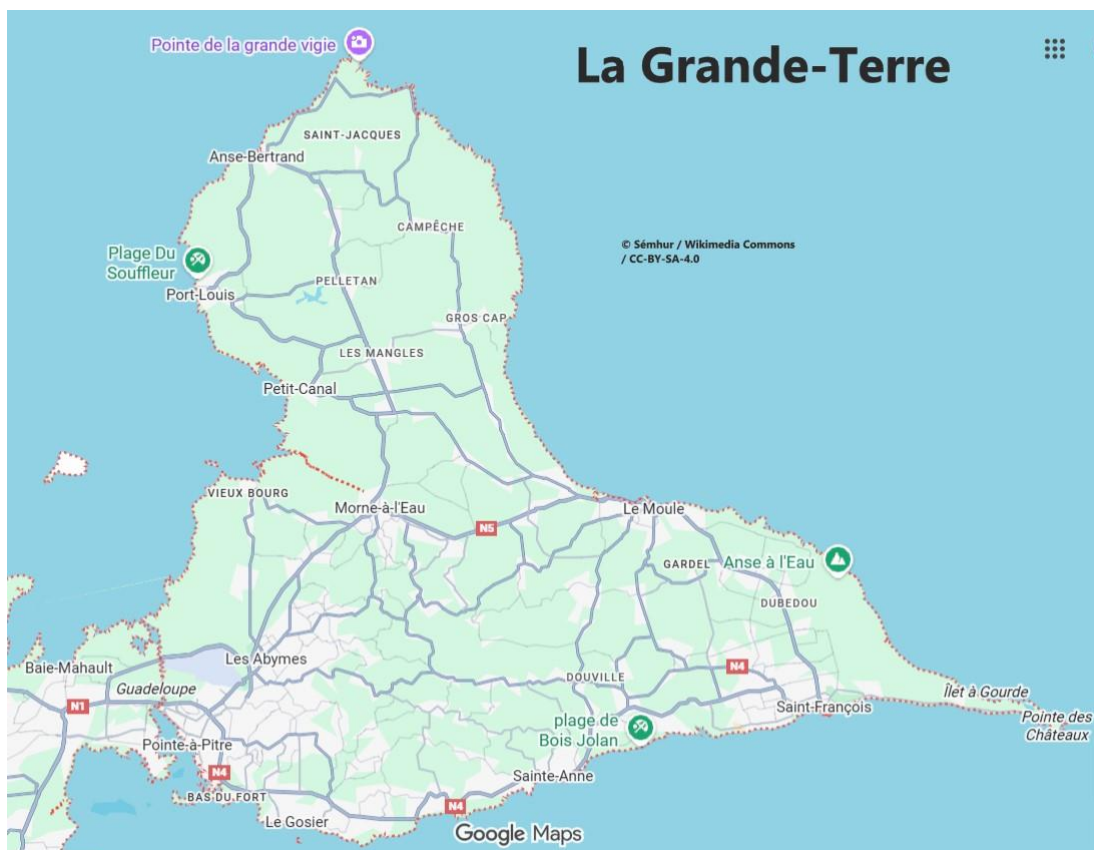 Pointe de la grande vigie
La Grande-Terre
SAINT-JACQUES
Anse-Bertrand
CAMPÊCHE
© Sémhur / Wikimedia Commons
/ CC-BY-SA-4.0
Plage Du
Souffleur
PELLETAN
Port-Louis
GROS CAP
LES MANGLES
Petit-Canal
VIEUX BOURG
Morne-à-l'Eau
Le Moule
N5
GARDEL
Anse à l'Eau
DUBEDOU
Les Abymes
Baie-Mahault
N4
DOUVILLE
Guadeloupe
Îlet à Gourde
N1
Saint-François
plage de
Bois Jolan
Pointe des
Châteaux
Pointe-à-Pitre
N4
Sainte-Anne
BAS DU FORT
N4
Le Gosier
Google Maps